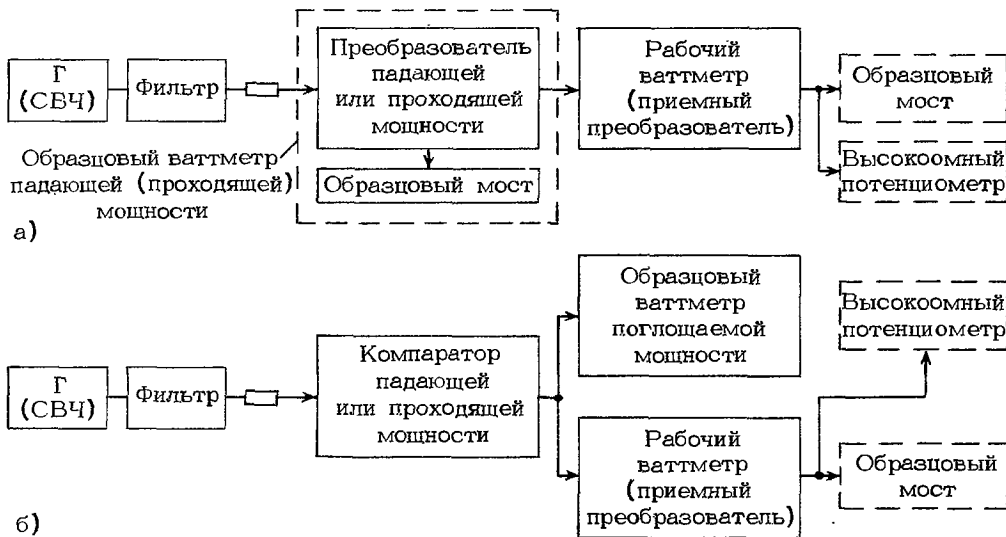 Г
(СВЧ)
Фильтр
Преобразователь
падающей
или проходящей
мощности
Образцовый мост
Образцовый ваттметр
падающей (проходящей)
мощности
Рабочий
ваттметр
(приемный
преобразователь)
Образцовый
мост
Высокоомный
потенциометр
а)
Г
(СВЧ)
Фильтр
Компаратор
падающей
или проходящей
мощности
Образцовый
ваттметр
поглощаемой
мощности
Рабочий
ваттметр
(приемный
преобразователь)
Высокоомный
потенциометр
Образцовый
мост
б)